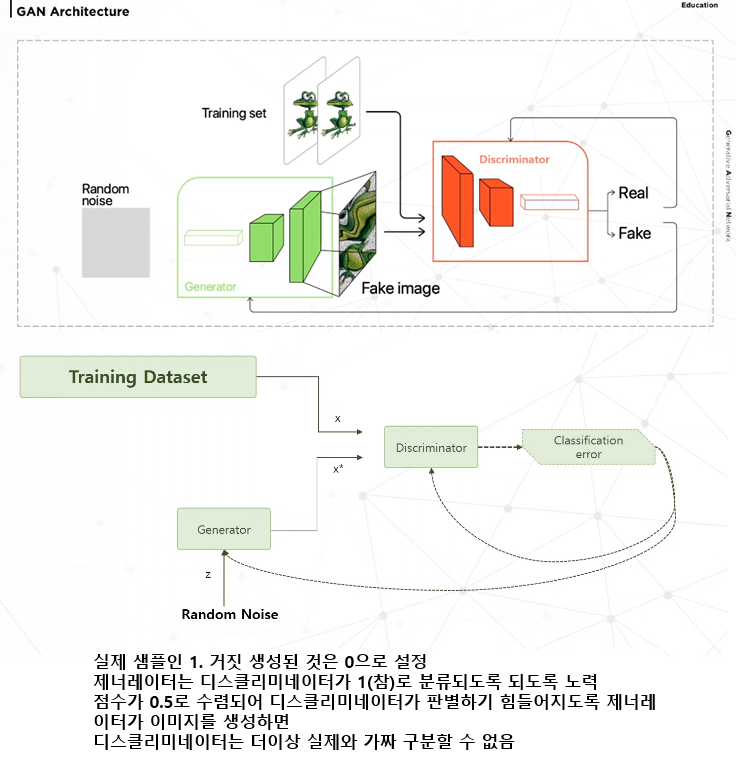 GAN Architecture
Education
Training set
Random
noise
Generator
Fake image
Discriminator
Real
Fake
Generative Adversarial Network
Training Dataset
x
x*
Discriminator
Classification
error
Generator
z
Random Noise
실제 샘플인 1. 거짓 생성된 것은 0으로 설정
제너레이터는 디스클리미네이터가 1(참)로 분류되도록 되도록 노력
점수가 0.5로 수렴되어 디스클리미네이터가 판별하기 힘들어지도록 제너레
이터가 이미지를 생성하면
디스클리미네이터는 더이상 실제와 가짜 구분할 수 없음